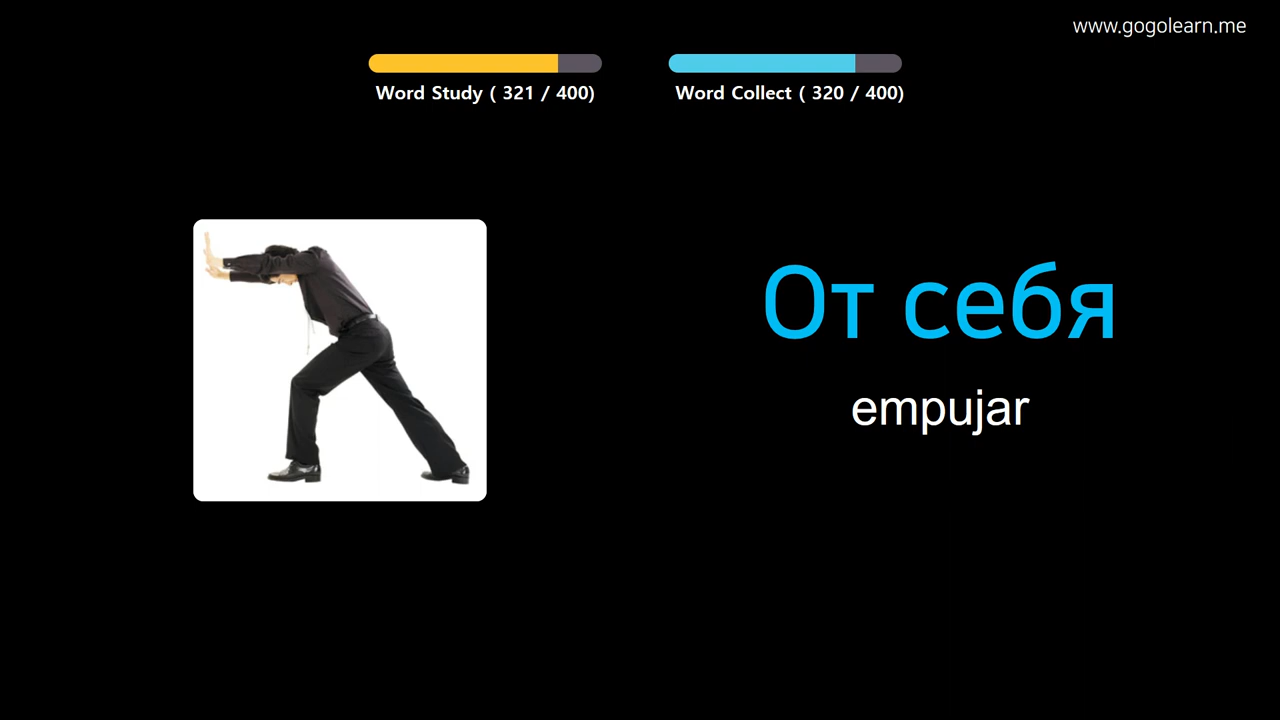 www.gogolearn.me
Word Study ( 321 / 400)
Word Collect ( 320 / 400)
От себя
empujar